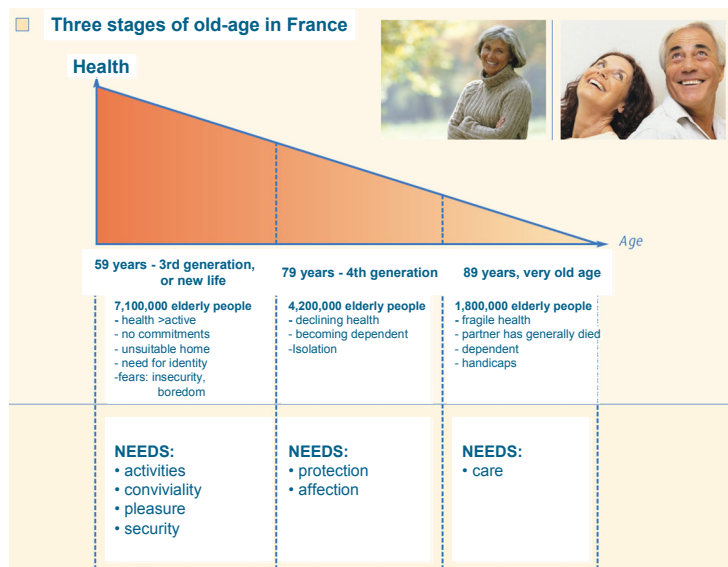 Three stages of old-age in France
Health
Age
59 years - 3rd generation,
or new life
7,100,000 elderly people
- health >active
- no commitments
- unsuitable home
- need for identity
-fears: insecurity,
boredom
79 years - 4th generation
4,200,000 elderly people
- declining health
- becoming dependent
-Isolation
89 years, very old age
1,800,000 elderly people
- fragile health
- partner has generally died
- dependent
- handicaps
NEEDS:
• activities
• conviviality
• pleasure
• security
NEEDS:
• protection
• affection
NEEDS:
• care